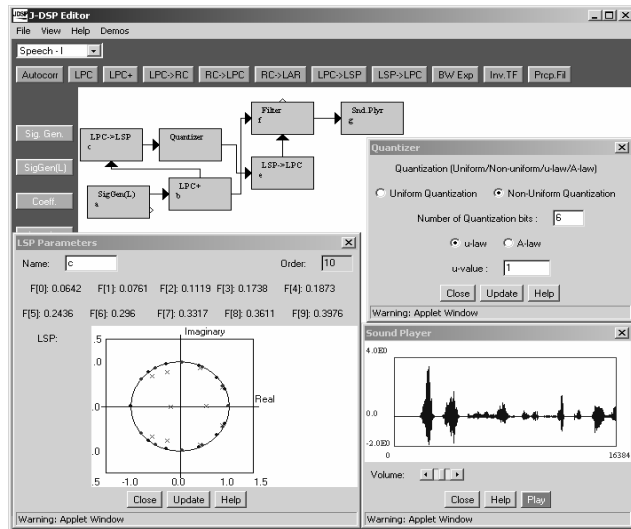 J-DSP Editor
File View Help Demos
Speech - I
Autocorr LPC LPC+ LPC->RC RC->LPC RC->LAR LPC->LSP LSP->LPC BW Exp Inv.TF Prcp.Fil
Sig. Gen.
SigGen(L)
Coeff.
LPC->LSP
c
Quantizer
Filter
f
Snd.Plyr
g
SigGen(L)
a
LPC+
b
LSP->LPC
e
Quantizer
Quantization (Uniform/Non-uniform/u-law/A-law)
Uniform Quantization Non-Uniform Quantization
Number of Quantization bits : 6
u-law A-law
u-value : 1
Close Update Help
Warning: Applet Window
LSP Parameters
Name: c Order: 10
F[0]: 0.0642 F[1]: 0.0761 F[2]: 0.1119 F[3]: 0.1738 F[4]: 0.1873
F[5]: 0.2436 F[6]: 0.296 F[7]: 0.3317 F[8]: 0.3611 F[9]: 0.3976
LSP:
Imaginary
.5
.0
Real
.0
.0
.5 -1.0 0.0 1.0 1.5
Close Update Help
Warning: Applet Window
Sound Player
4.0E0
0.0
-2.0E0
0 16384
Volume:
Close Help Play
Warning: Applet Window